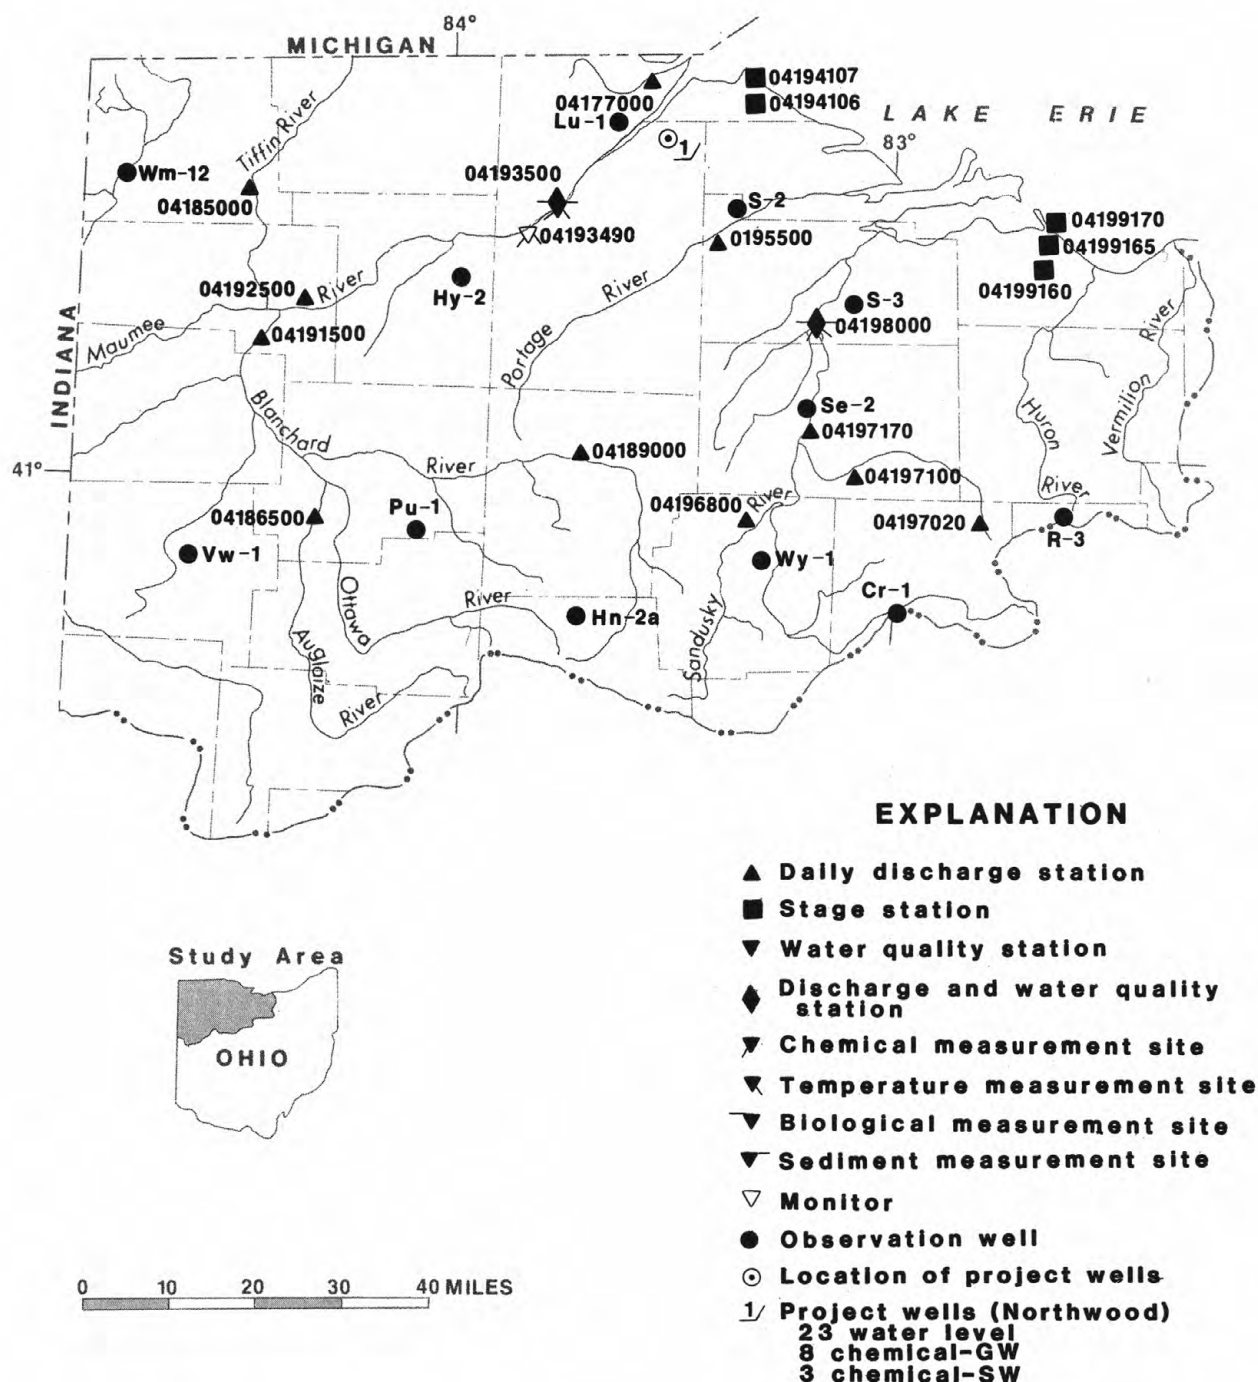 84°
MICHIGAN
04194107
04177000
04194106
LAKE ERIE
Lu-1
1/
83°
Tiffin River
Wm-12
04193500
04185000
S-2
04199170
04193490
0195500
04199165
04192500
River
Hy-2
River
S-3
04199160
Maumee
04191500
04198000
River
INDIANA
Portage
Blanchard
Se-2
Huron
Vermilion
04197170
41°
River
04189000
04197100
River
Pu-1
04196800
River
04186500
04197020
R-3
Vw-1
Wy-1
Ottawa
River
Hn-2a
Cr-1
Sandusky
Auglaize
River
EXPLANATION
Daily discharge station
Stage station
Water quality station
Discharge and water quality
station
Chemical measurement site
Temperature measurement site
Biological measurement site
Sediment measurement site
Monitor
Observation well
Location of project wells
1/ Project wells (Northwood)
23 water level
8 chemical-GW
3 chemical-SW
Study Area
OHIO
0 10 20 30 40 MILES